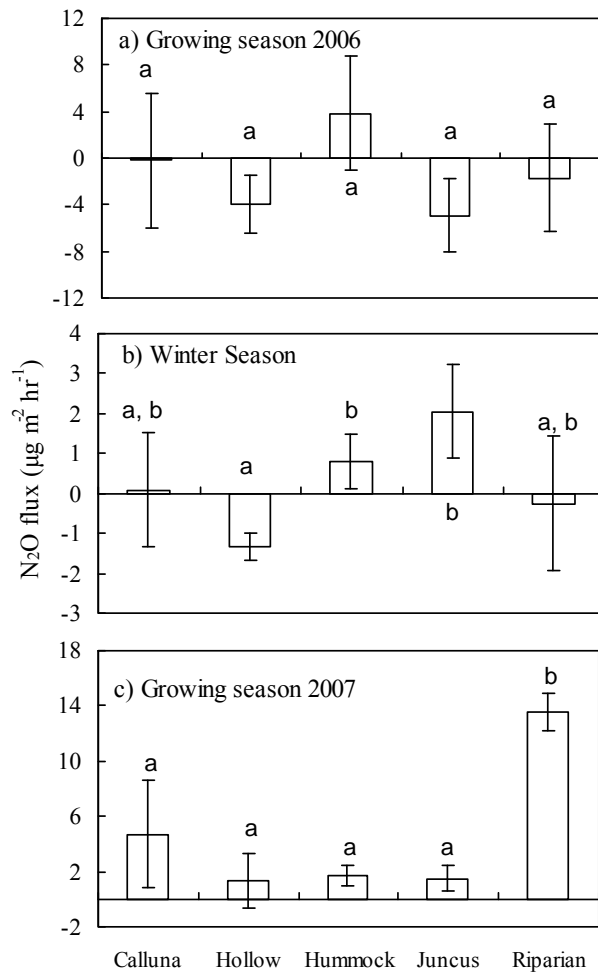 12
8
4
0
-4
-8
-12
a) Growing season 2006
a
a
a
a
a
N₂O flux (µg m⁻² hr⁻¹)
4
3
2
1
0
-1
-2
-3
b) Winter Season
a, b
a
b
b
a, b
18
14
10
6
2
-2
c) Growing season 2007
a
a
a
a
b
Calluna Hollow Hummock Juncus Riparian